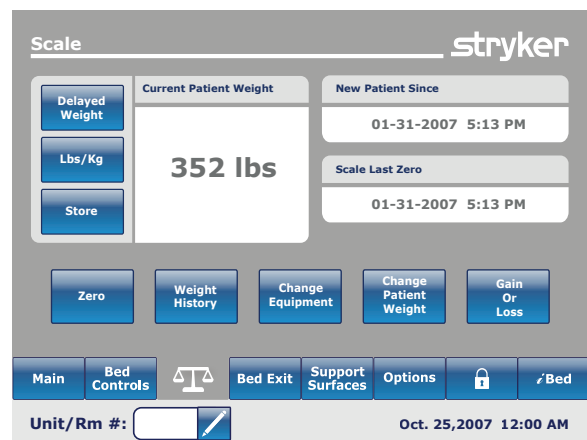 Scale
stryker
Delayed
Weight
Lbs/Kg
Store
Current Patient Weight
352 lbs
New Patient Since
01-31-2007 5:13 PM
Scale Last Zero
01-31-2007 5:13 PM
Zero
Weight
History
Change
Equipment
Change
Patient
Weight
Gain
Or
Loss
Main
Bed
Controls
Bed Exit
Support
Surfaces
Options
iBed
Unit/Rm #:
Oct. 25,2007 12:00 AM